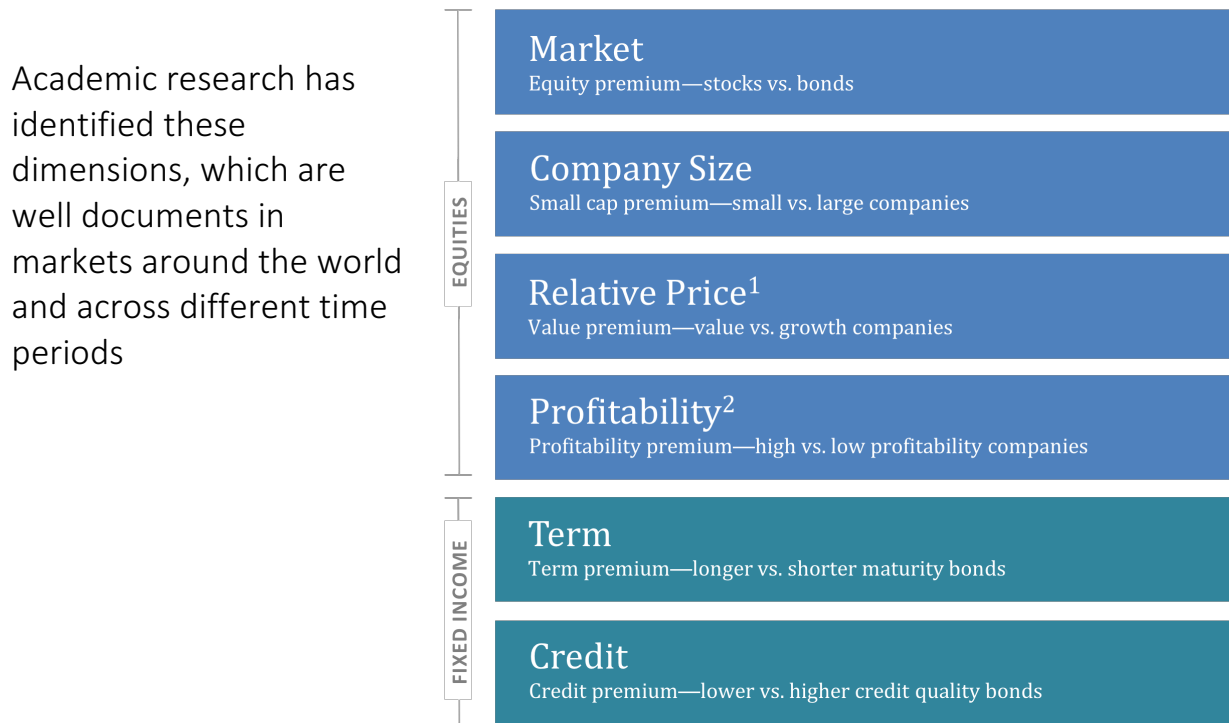 Academic research has
identified these
dimensions, which are
well documents in
markets around the world
and across different time
periods
EQUITIES
Market
Equity premium—stocks vs. bonds
Company Size
Small cap premium—small vs. large companies
Relative Price¹
Value premium—value vs. growth companies
Profitability²
Profitability premium—high vs. low profitability companies
FIXED INCOME
Term
Term premium—longer vs. shorter maturity bonds
Credit
Credit premium—lower vs. higher credit quality bonds